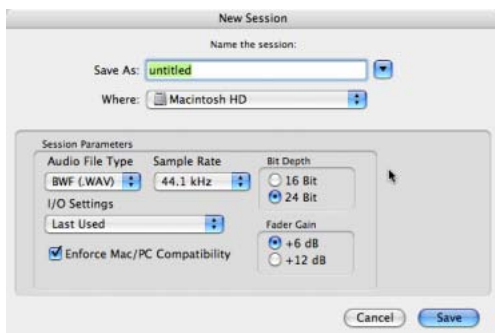 New Session
Name the session:
Save As: untitled
Where: Macintosh HD
Session Parameters
Audio File Type Sample Rate Bit Depth
BWF (.WAV) 44.1 kHz 16 Bit
24 Bit
I/O Settings
Last Used Fader Gain
+6 dB
Enforce Mac/PC Compatibility +12 dB
Cancel Save